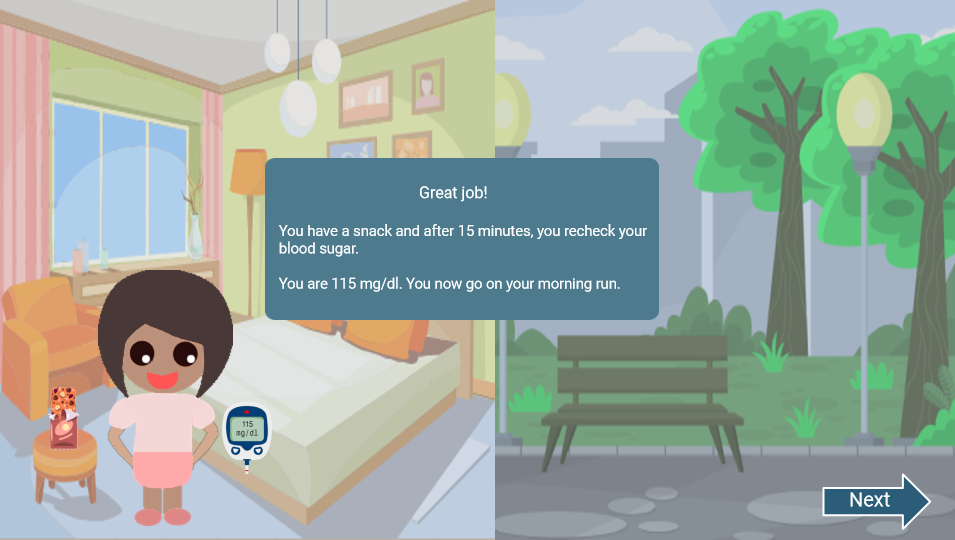 Great job!
You have a snack and after 15 minutes, you recheck your
blood sugar.
You are 115 mg/dl. You now go on your morning run.
115
mg/dl
Next